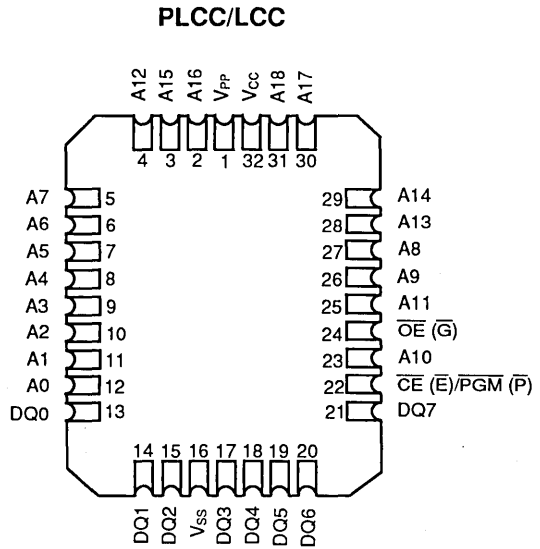 PLCC/LCC
A12 A15 A16 VPP VCC A18 A17
4 3 2 1 32 31 30
A7 5 29 A14
A6 6 28 A13
A5 7 27 A8
A4 8 26 A9
A3 9 25 A11
A2 10 24 O̅E̅ (G̅)
A1 11 23 A10
A0 12 22 C̅E̅ (E̅)/P̅G̅M̅ (P̅)
DQ0 13 21 DQ7
14 15 16 17 18 19 20
DQ1 DQ2 VSS DQ3 DQ4 DQ5 DQ6